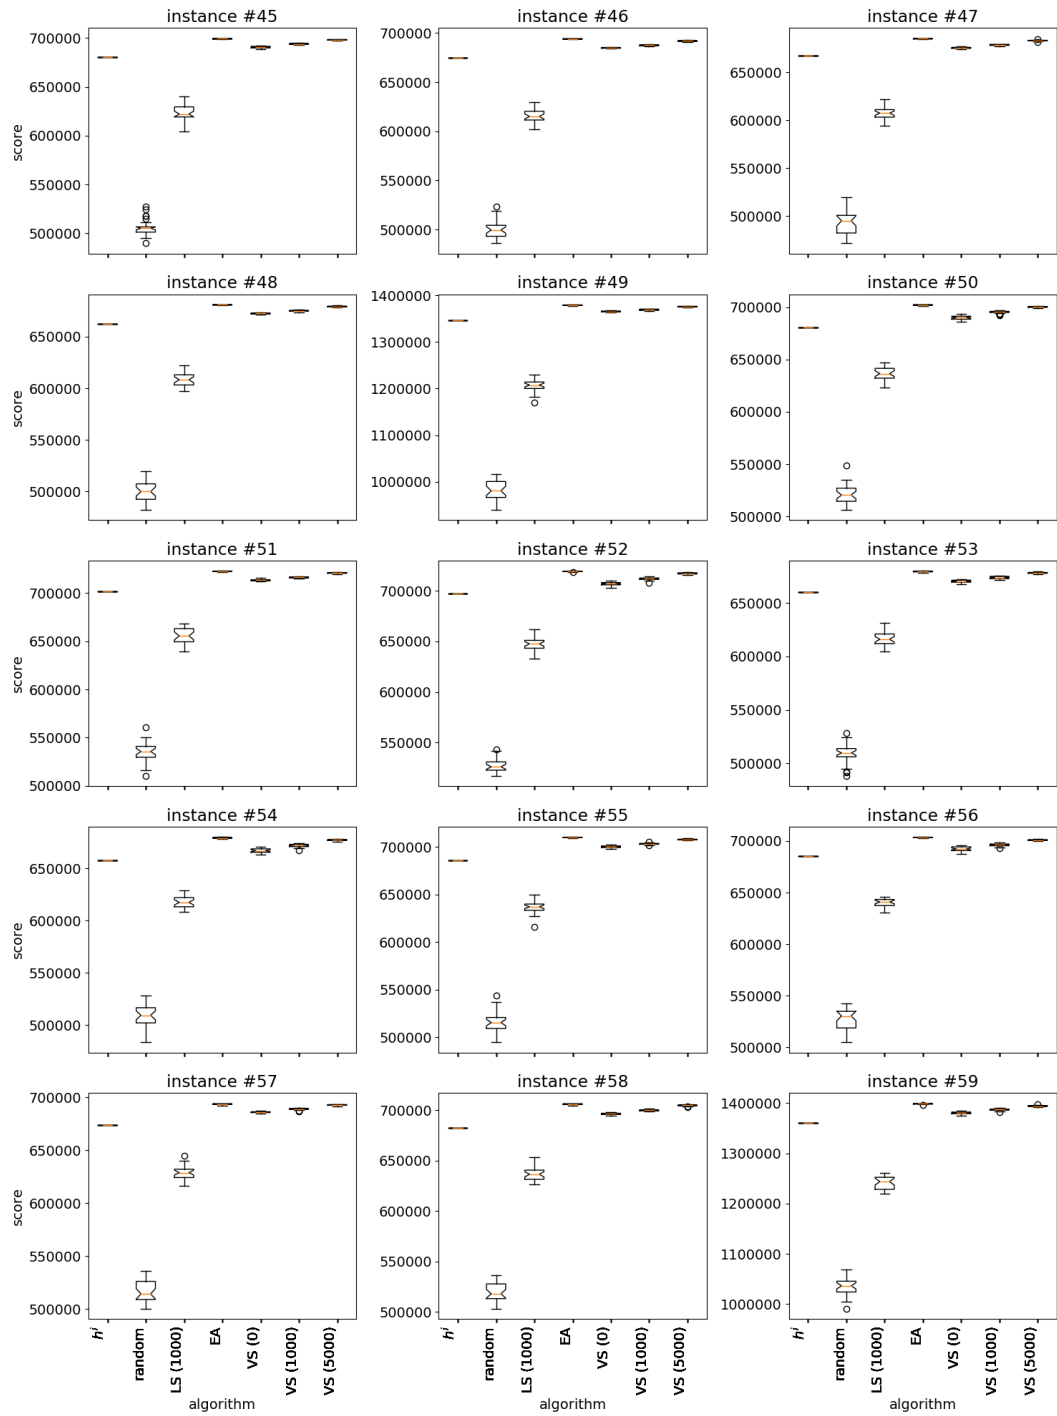 instance #45
instance #46
instance #47
700000
650000
600000
550000
500000
score
700000
650000
600000
550000
500000
650000
600000
550000
500000
instance #48
instance #49
instance #50
650000
600000
550000
500000
score
1400000
1300000
1200000
1100000
1000000
700000
650000
600000
550000
500000
instance #51
instance #52
instance #53
700000
650000
600000
550000
500000
score
700000
650000
600000
550000
650000
600000
550000
500000
instance #54
instance #55
instance #56
650000
600000
550000
500000
score
700000
650000
600000
550000
500000
700000
650000
600000
550000
500000
instance #57
instance #58
instance #59
700000
650000
600000
550000
500000
score
700000
650000
600000
550000
500000
1400000
1300000
1200000
1100000
1000000
h^i
random
LS (1000)
EA
VS (0)
VS (1000)
VS (5000)
algorithm
h^i
random
LS (1000)
EA
VS (0)
VS (1000)
VS (5000)
algorithm
h^i
random
LS (1000)
EA
VS (0)
VS (1000)
VS (5000)
algorithm